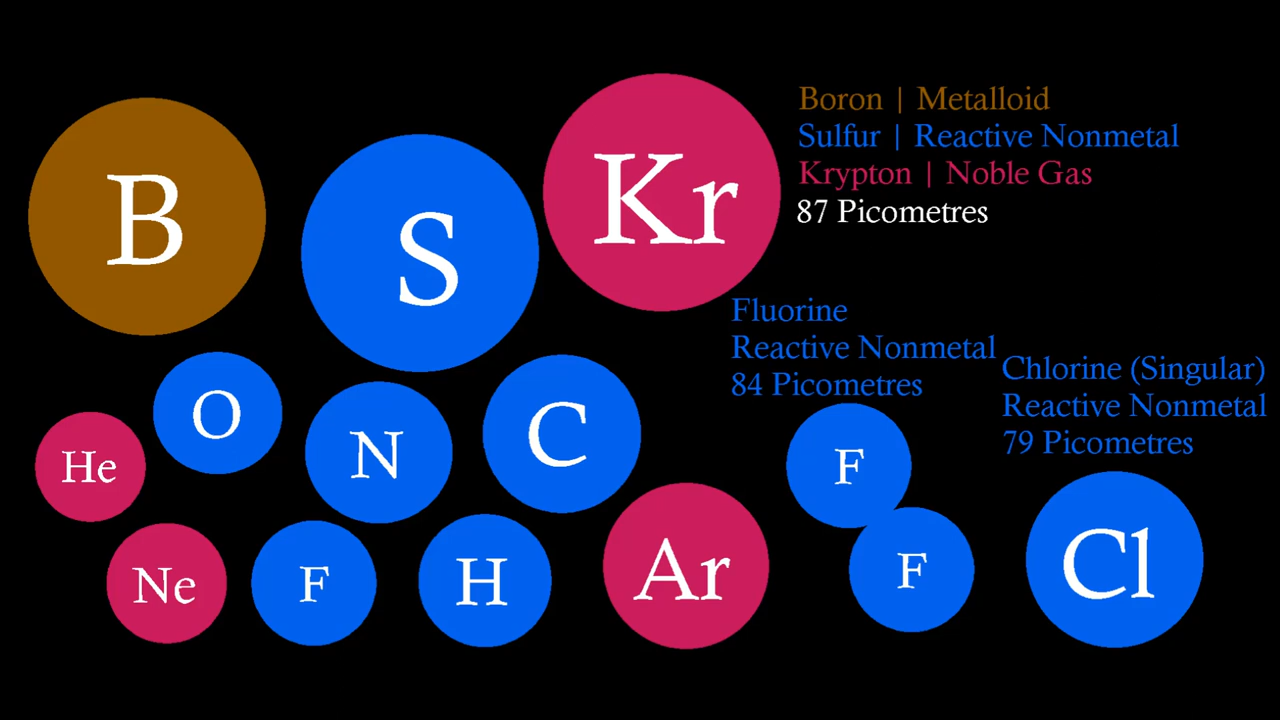 B
S
Kr
Boron | Metalloid
Sulfur | Reactive Nonmetal
Krypton | Noble Gas
87 Picometres
Fluorine
Reactive Nonmetal
84 Picometres
Chlorine (Singular)
Reactive Nonmetal
79 Picometres
He
O
N
C
F
F
Cl
Ne
F
H
Ar